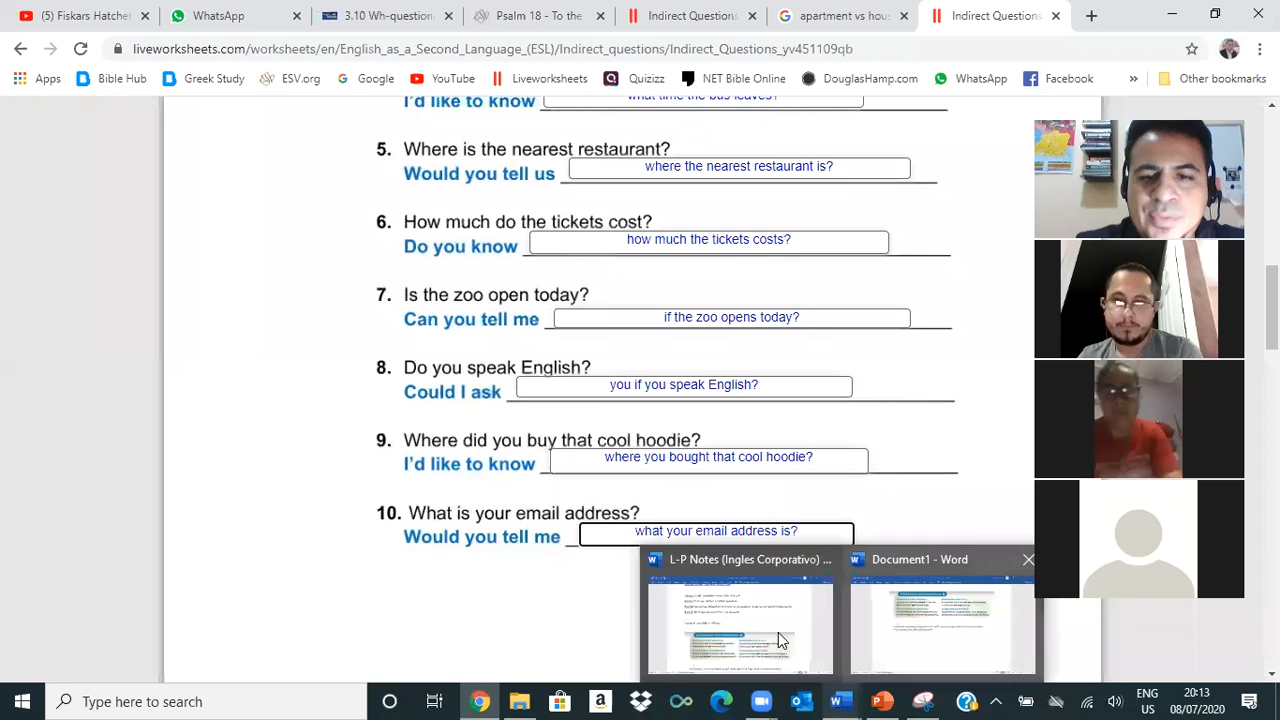 (5) Fiskars Hatchet
WhatsApp
3.10 Wh-question
Psalm 18 - To the
Indirect Questions
apartment vs hous
Indirect Questions
liveworksheets.com/worksheets/en/English_as_a_Second_Language_(ESL)/Indirect_questions/Indirect_Questions_yv451109qb
Apps
Bible Hub
Greek Study
ESV.org
Google
YouTube
Liveworksheets
Quizizz
NET Bible Online
DouglasHamp.com
WhatsApp
Facebook
Other bookmarks
I'd like to know what time the bus leaves?
5. Where is the nearest restaurant?
Would you tell us where the nearest restaurant is?
6. How much do the tickets cost?
Do you know how much the tickets costs?
7. Is the zoo open today?
Can you tell me if the zoo opens today?
8. Do you speak English?
Could I ask you if you speak English?
9. Where did you buy that cool hoodie?
I'd like to know where you bought that cool hoodie?
10. What is your email address?
Would you tell me what your email address is?
L-P Notes (Ingles Corporativo) ...
Document1 - Word
Type here to search
ENG
US
20:13
08/07/2020